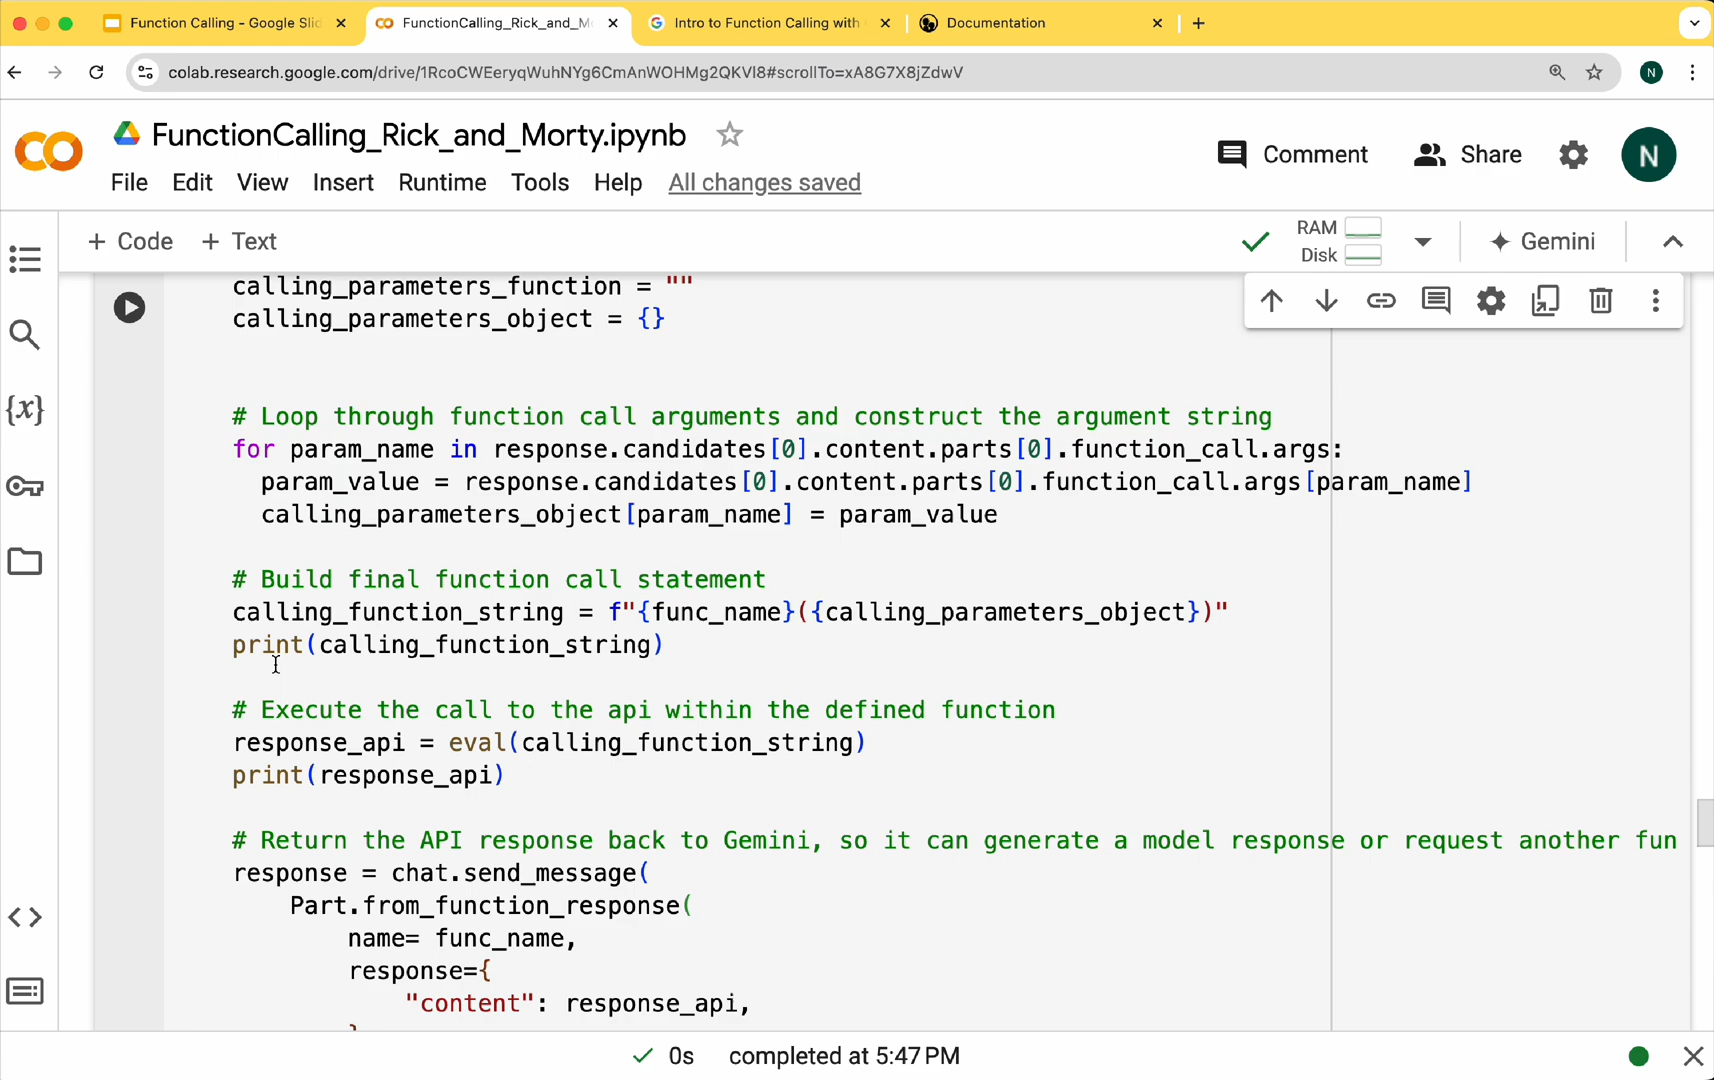 Function Calling - Google Slid
FunctionCalling_Rick_and_Mo
Intro to Function Calling with
Documentation
colab.research.google.com/drive/1RcoCWEeryqWuhNYg6CmAnWOHMg2QKVl8#scrollTo=xA8G7X8jZdwV
N
FunctionCalling_Rick_and_Morty.ipynb
Comment
Share
N
File Edit View Insert Runtime Tools Help All changes saved
+ Code + Text
RAM
Disk
Gemini
calling_parameters_function = ""
calling_parameters_object = {}
# Loop through function call arguments and construct the argument string
for param_name in response.candidates[0].content.parts[0].function_call.args:
param_value = response.candidates[0].content.parts[0].function_call.args[param_name]
calling_parameters_object[param_name] = param_value
# Build final function call statement
calling_function_string = f"{func_name}({calling_parameters_object})"
print(calling_function_string)
# Execute the call to the api within the defined function
response_api = eval(calling_function_string)
print(response_api)
# Return the API response back to Gemini, so it can generate a model response or request another fun
response = chat.send_message(
Part.from_function_response(
name= func_name,
response={
"content": response_api,
}
0s completed at 5:47 PM